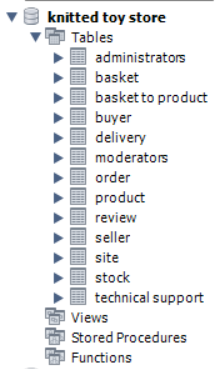 knitted toy store
Tables
administrators
basket
basket to product
buyer
delivery
moderators
order
product
review
seller
site
stock
technical support
Views
Stored Procedures
Functions